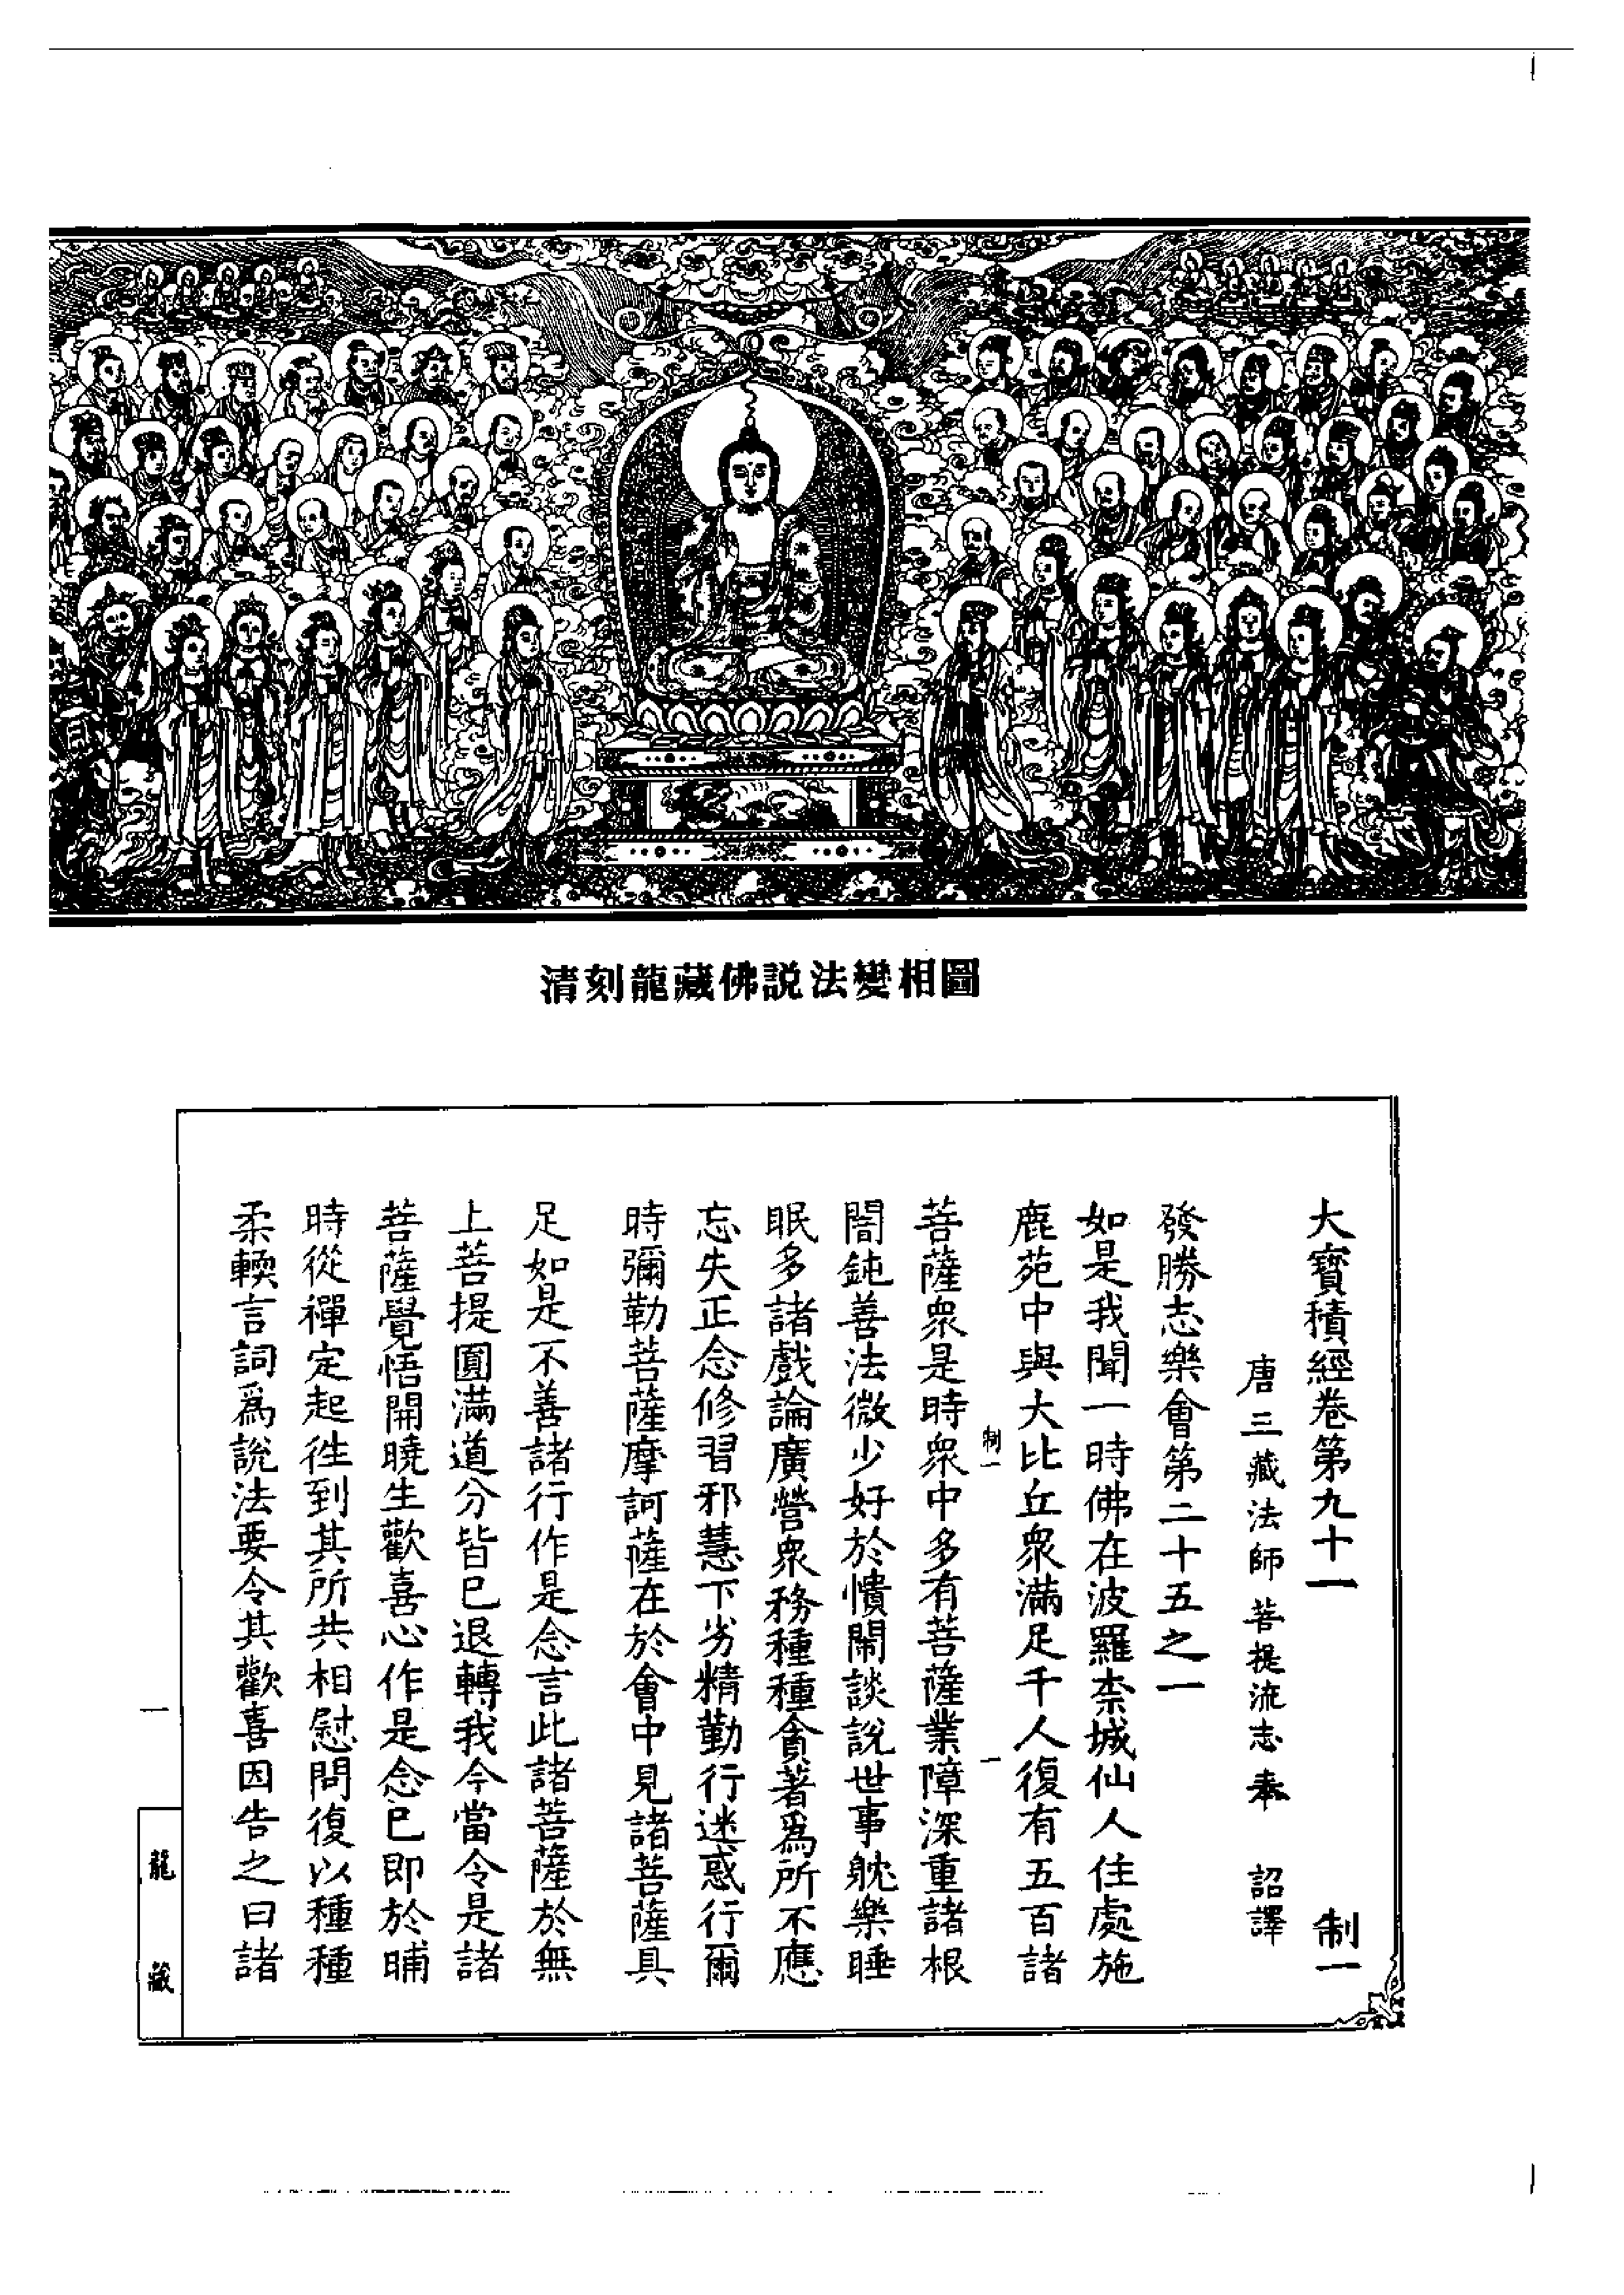 清刻龍藏佛説法變相圖
大寳積經卷第九十一 制一
唐三藏法師菩提流志奉 詔譯
發勝志樂會第二十五之一
如是我聞一時佛在波羅柰城仙人住處施
鹿苑中與大比丘衆滿足千人復有五百諸
制一 一
菩薩衆是時衆中多有菩薩業障深重諸根
闇鈍善法微少好於憒閙談說世事躭樂睡
眠多諸戲論廣營衆務種種貪著爲所不應
忘失正念修習邪慧下劣精勤行迷惑行爾
時彌勒菩薩摩訶薩在於會中見諸菩薩具
足如是不善諸行作是念言此諸菩薩於無
上菩提圓滿道分皆已退轉我今當令是諸
菩薩覺悟開曉生歡喜心作是念已即於晡
時從禪定起徃到其所共相慰問復以種種
柔輭言詞爲說法要令其歡喜因告之曰諸
一
龍藏